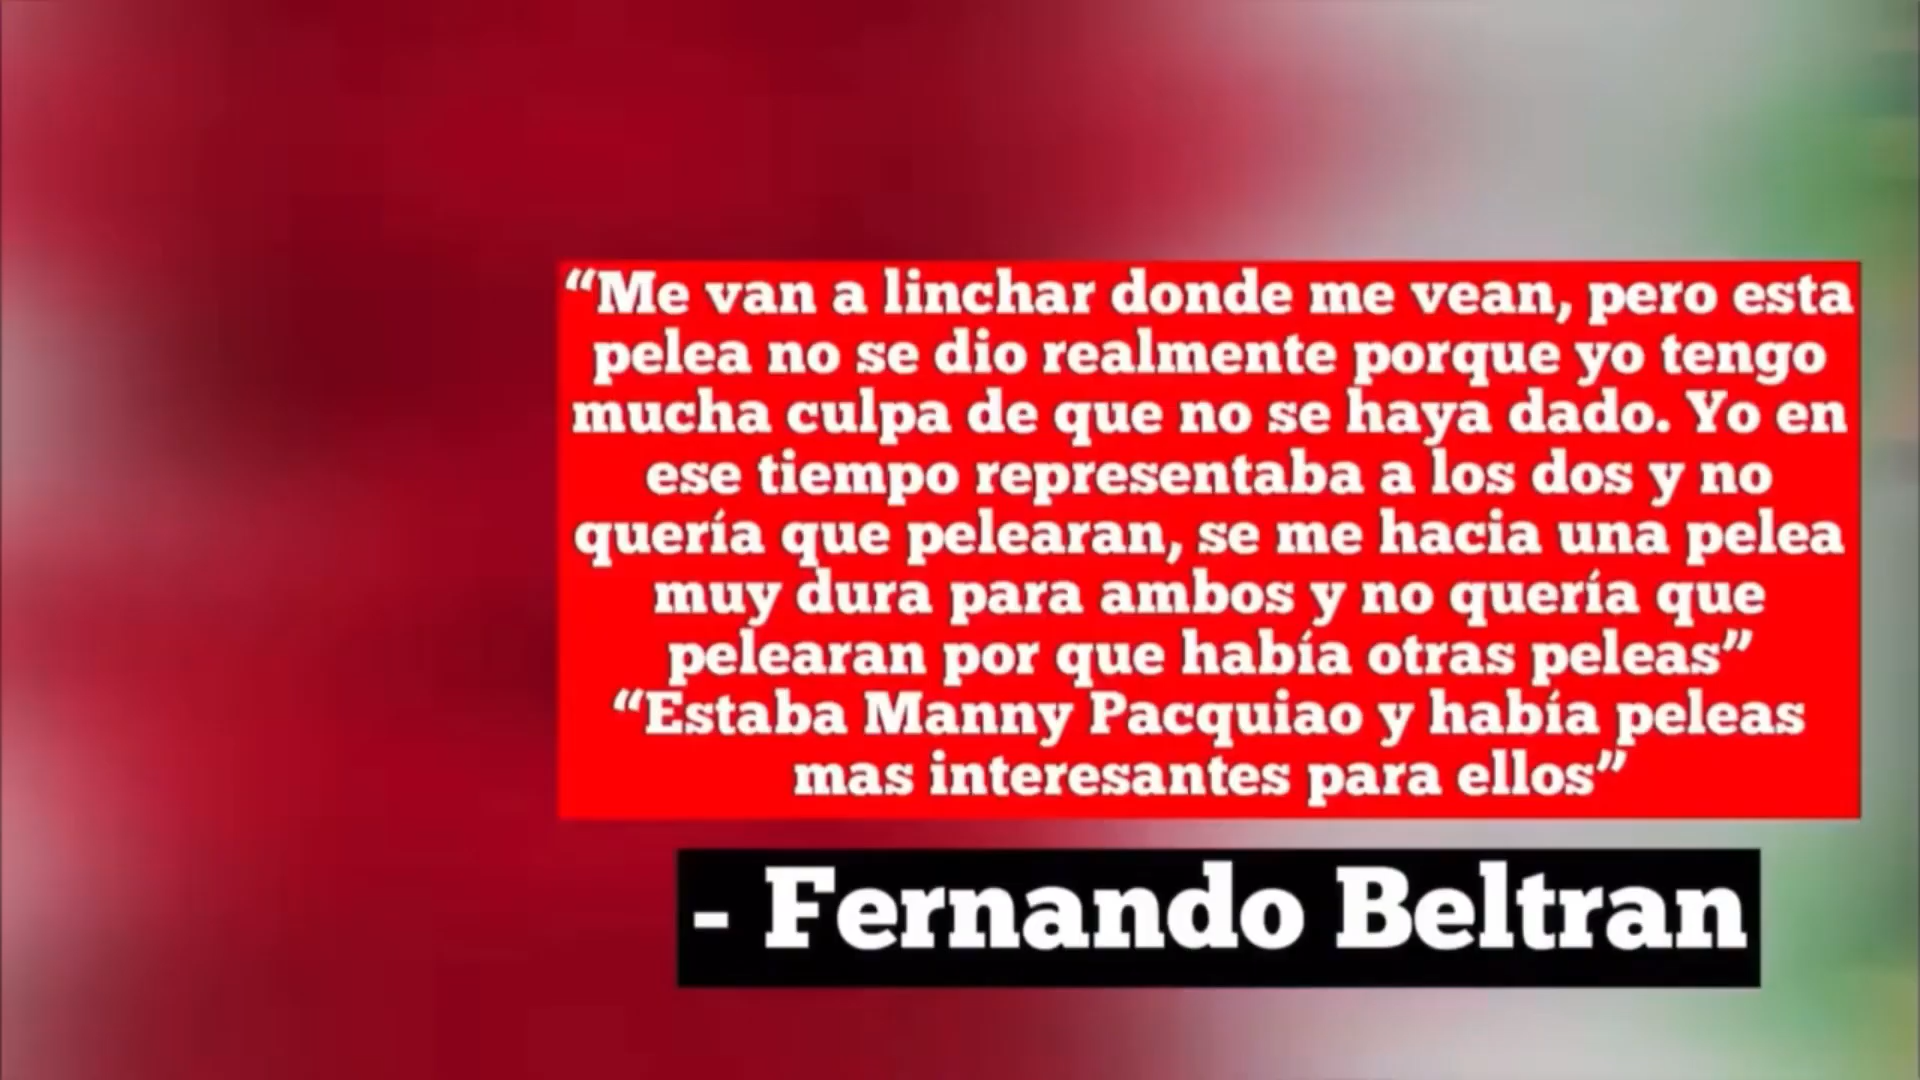 “Me van a linchar donde me vean, pero esta
pelea no se dio realmente porque yo tengo
mucha culpa de que no se haya dado. Yo en
ese tiempo representaba a los dos y no
quería que pelearan, se me hacia una pelea
muy dura para ambos y no quería que
pelearan por que había otras peleas”
“Estaba Manny Pacquiao y había peleas
mas interesantes para ellos”
- Fernando Beltran